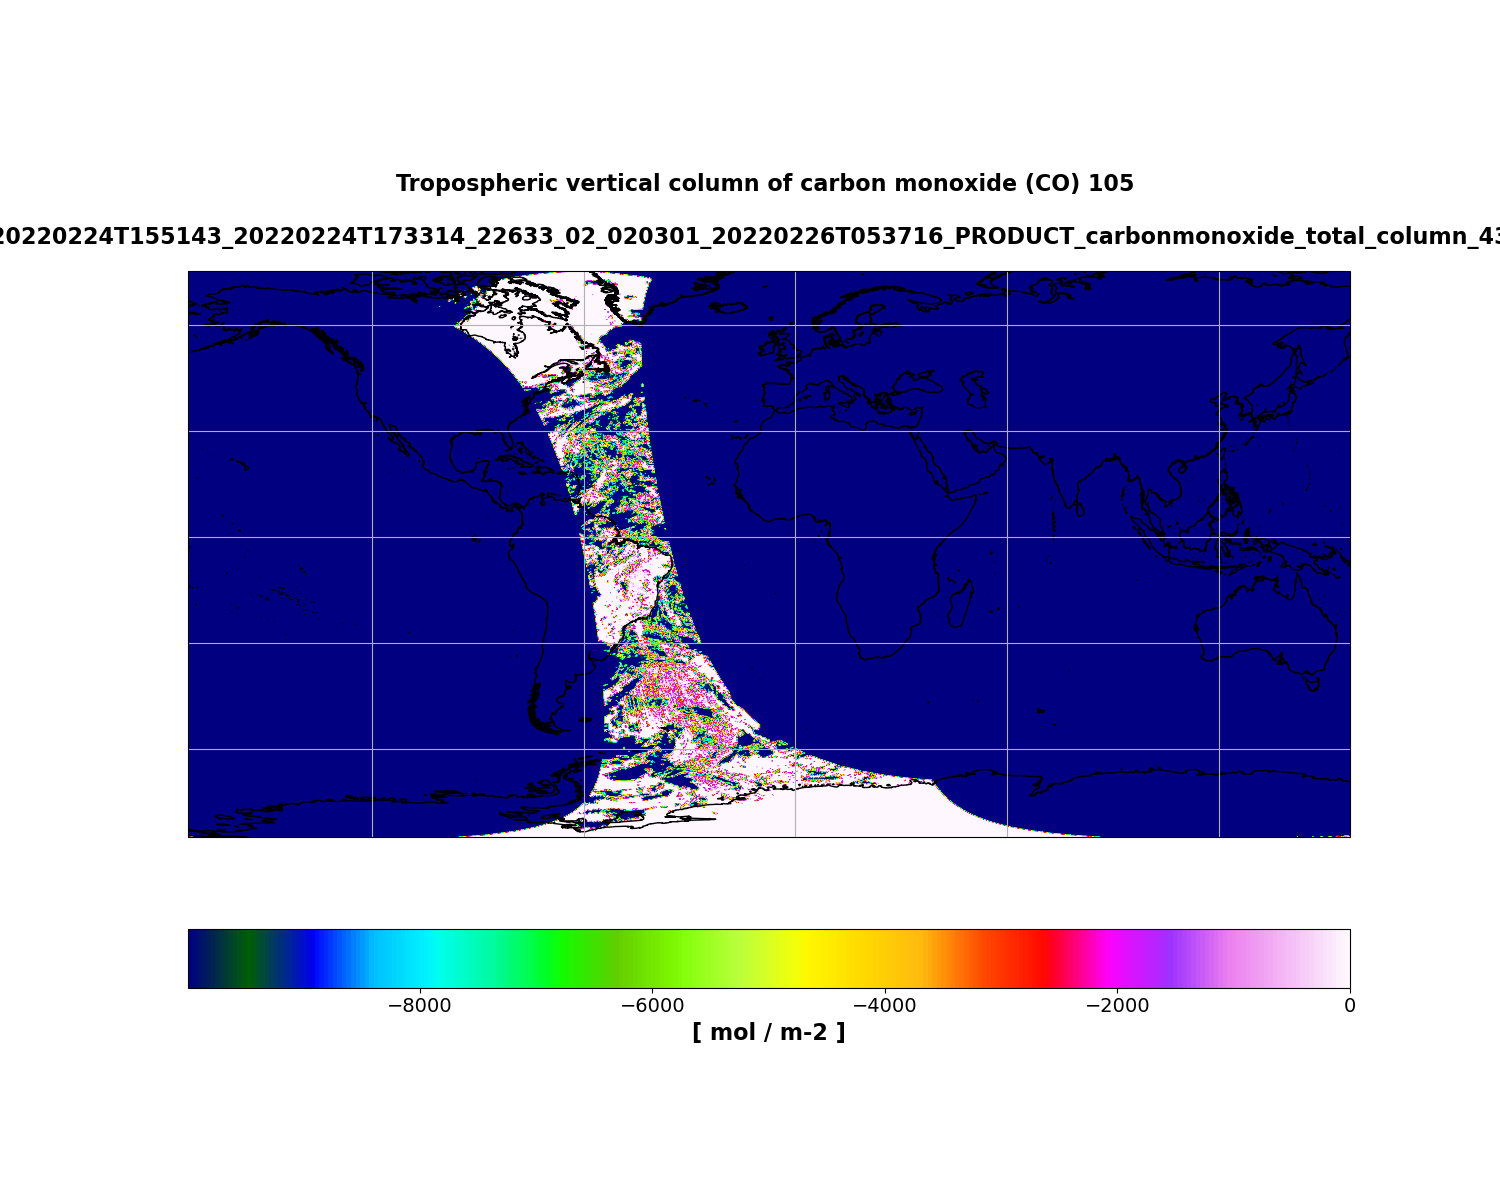 Tropospheric vertical column of carbon monoxide (CO) 105
20220224T155143_20220224T173314_22633_02_020301_20220226T053716_PRODUCT_carbonmonoxide_total_column_43
−8000 −6000 −4000 −2000 0
[ mol / m-2 ]